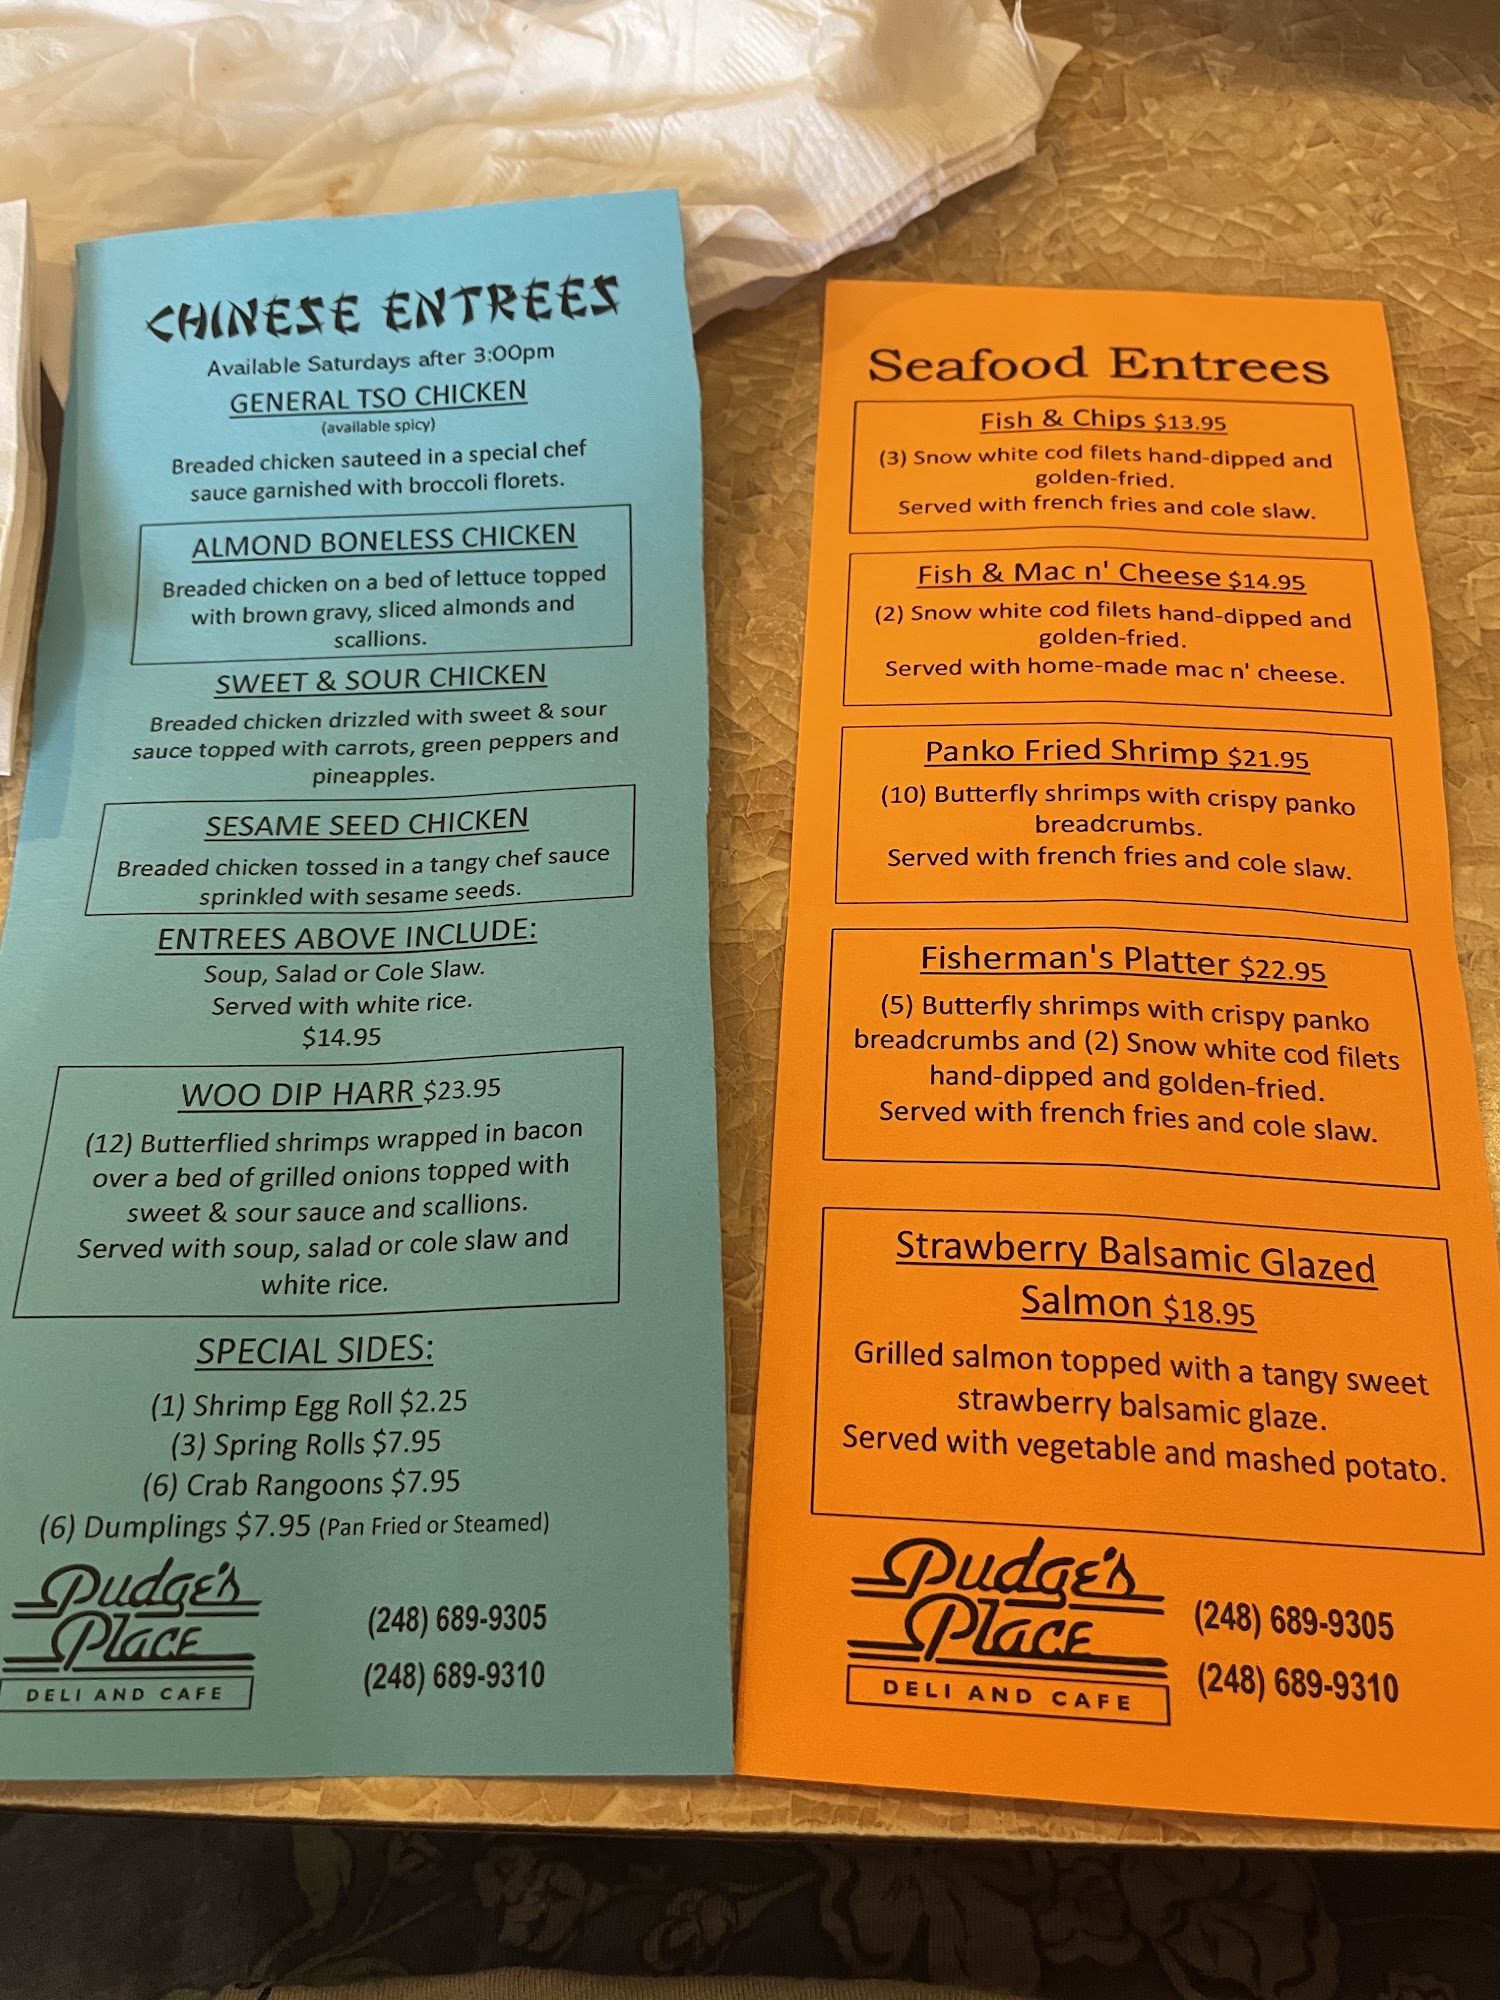 CHINESE ENTREES
Available Saturdays after 3:00pm
GENERAL TSO CHICKEN
(available spicy)
Breaded chicken sauteed in a special chef
sauce garnished with broccoli florets.
ALMOND BONELESS CHICKEN
Breaded chicken on a bed of lettuce topped
with brown gravy, sliced almonds and
scallions.
SWEET & SOUR CHICKEN
Breaded chicken drizzled with sweet & sour
sauce topped with carrots, green peppers and
pineapples.
SESAME SEED CHICKEN
Breaded chicken tossed in a tangy chef sauce
sprinkled with sesame seeds.
ENTREES ABOVE INCLUDE:
Soup, Salad or Cole Slaw.
Served with white rice.
$14.95
WOO DIP HARR $23.95
(12) Butterflied shrimps wrapped in bacon
over a bed of grilled onions topped with
sweet & sour sauce and scallions.
Served with soup, salad or cole slaw and
white rice.
SPECIAL SIDES:
(1) Shrimp Egg Roll $2.25
(3) Spring Rolls $7.95
(6) Crab Rangoons $7.95
(6) Dumplings $7.95 (Pan Fried or Steamed)
Pudge's
Place
DELI AND CAFE
(248) 689-9305
(248) 689-9310
Seafood Entrees
Fish & Chips $13.95
(3) Snow white cod filets hand-dipped and
golden-fried.
Served with french fries and cole slaw.
Fish & Mac n' Cheese $14.95
(2) Snow white cod filets hand-dipped and
golden-fried.
Served with home-made mac n' cheese.
Panko Fried Shrimp $21.95
(10) Butterfly shrimps with crispy panko
breadcrumbs.
Served with french fries and cole slaw.
Fisherman's Platter $22.95
(5) Butterfly shrimps with crispy panko
breadcrumbs and (2) Snow white cod filets
hand-dipped and golden-fried.
Served with french fries and cole slaw.
Strawberry Balsamic Glazed
Salmon $18.95
Grilled salmon topped with a tangy sweet
strawberry balsamic glaze.
Served with vegetable and mashed potato.
Pudge's
Place
DELI AND CAFE
(248) 689-9305
(248) 689-9310